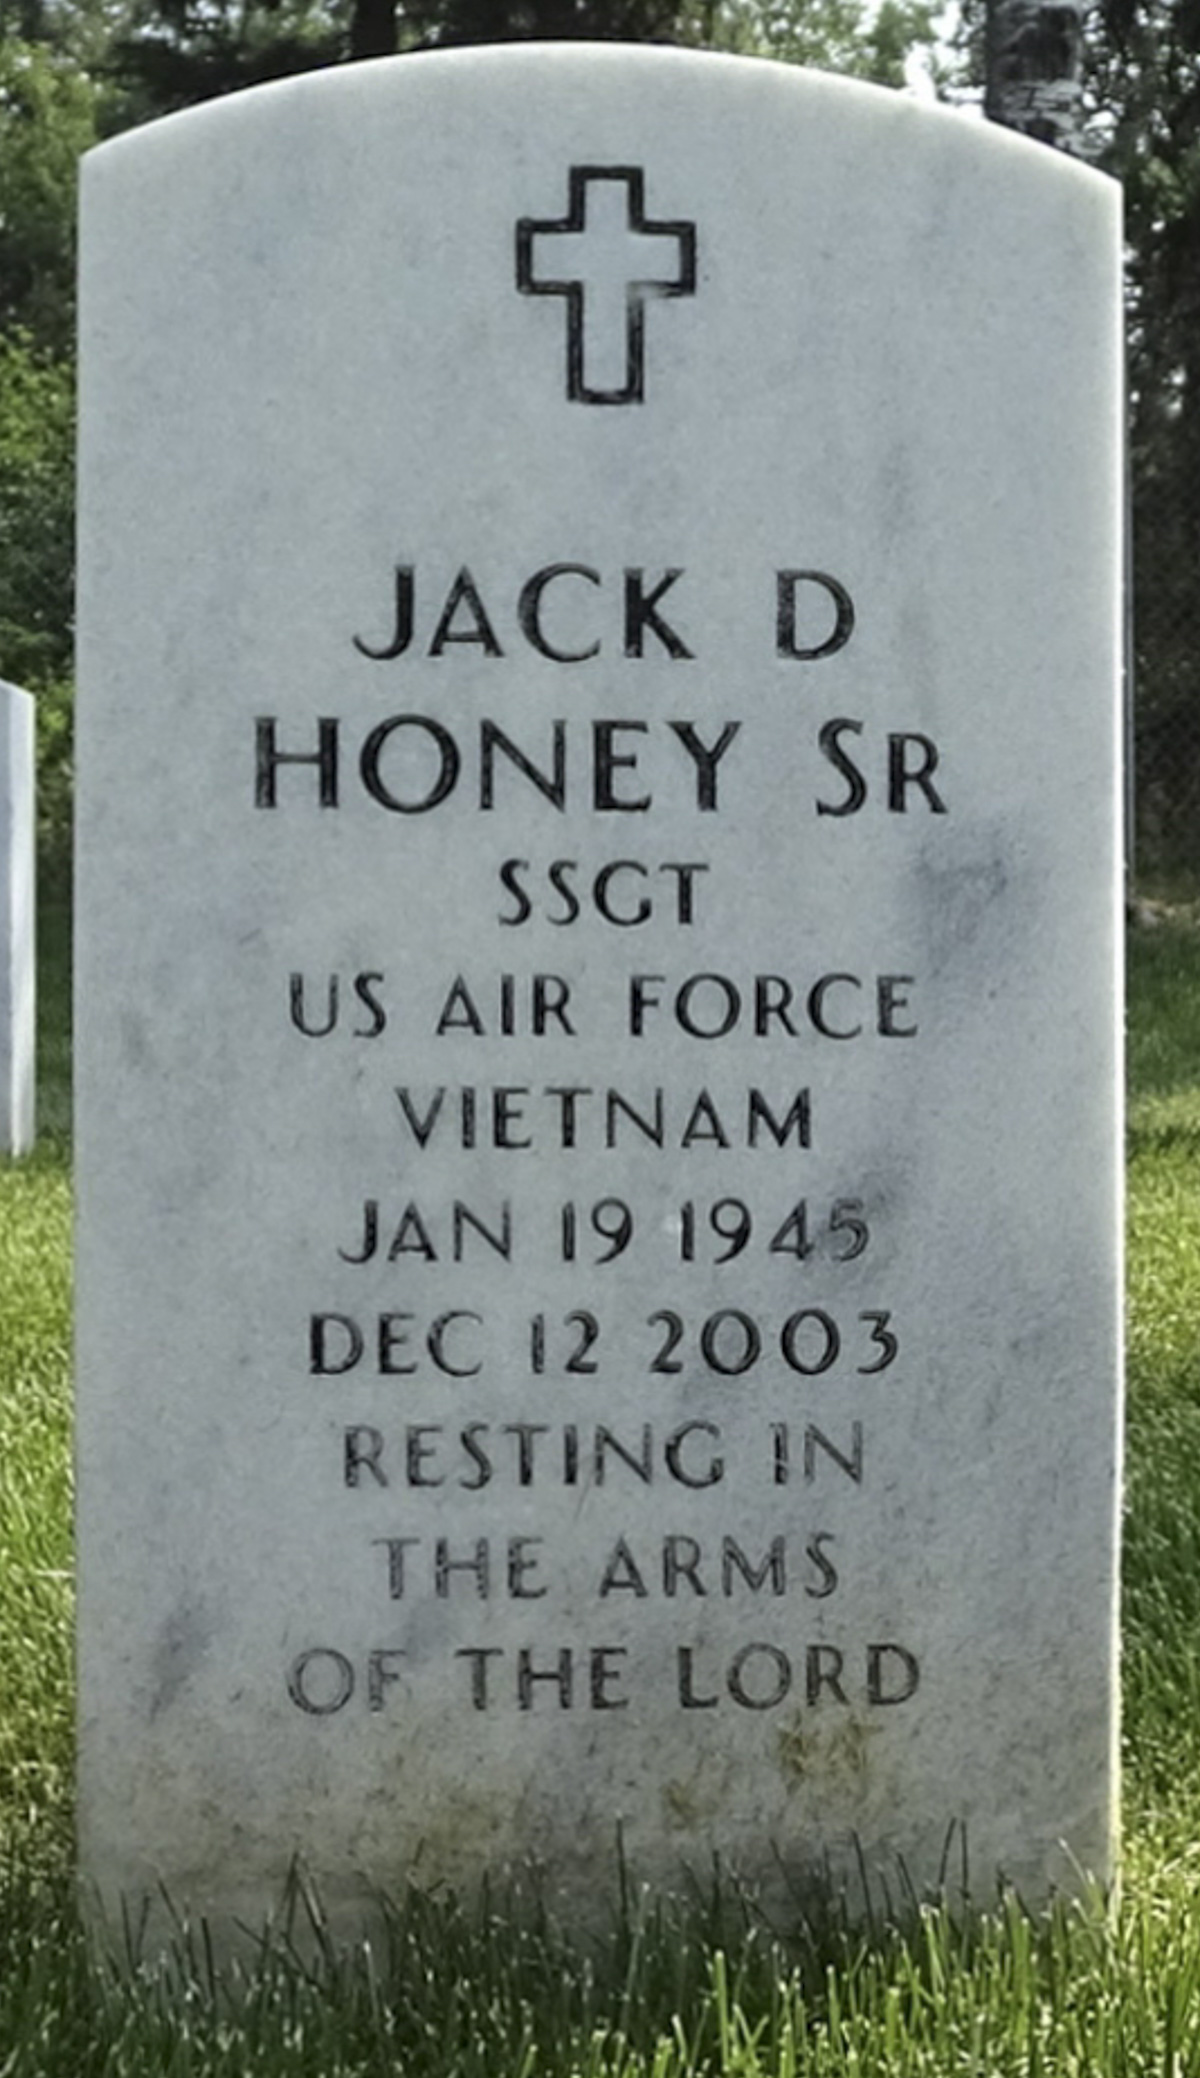 JACK D
HONEY SR
SSGT
US AIR FORCE
VIETNAM
JAN 19 1945
DEC 12 2003
RESTING IN
THE ARMS
OF THE LORD